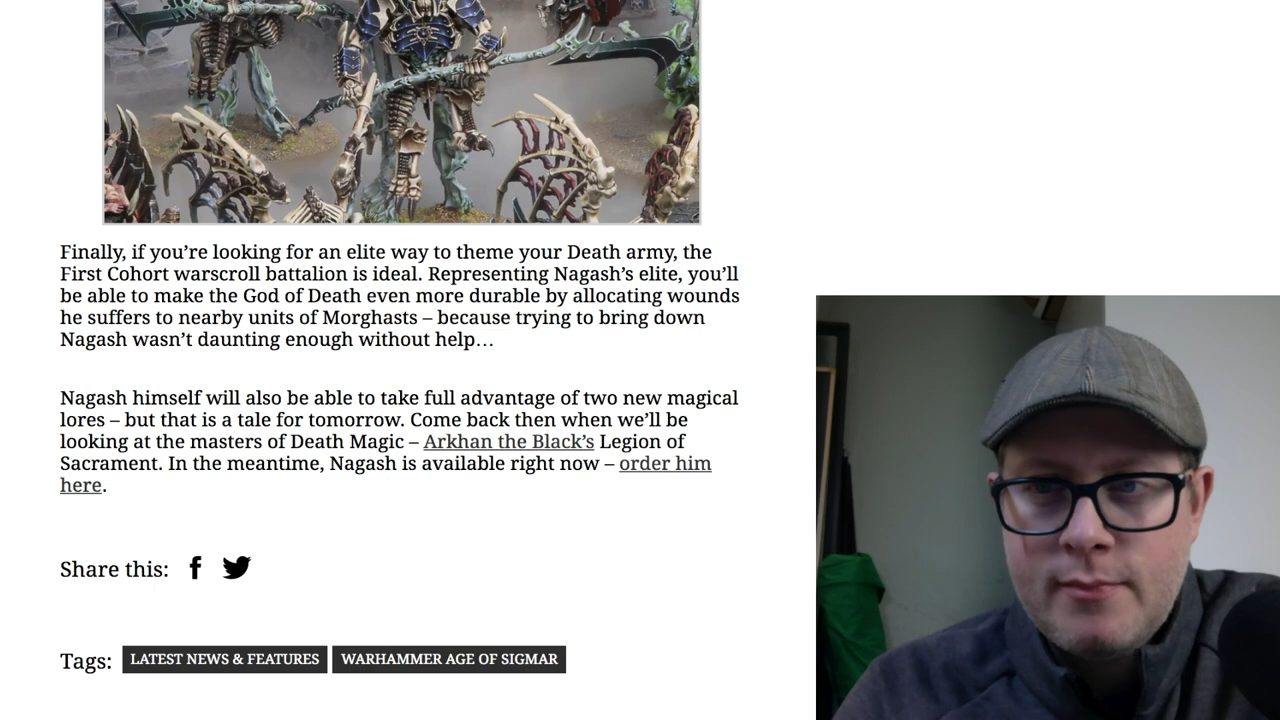 Finally, if you’re looking for an elite way to theme your Death army, the
First Cohort warscroll battalion is ideal. Representing Nagash’s elite, you’ll
be able to make the God of Death even more durable by allocating wounds
he suffers to nearby units of Morghasts – because trying to bring down
Nagash wasn’t daunting enough without help…
Nagash himself will also be able to take full advantage of two new magical
lores – but that is a tale for tomorrow. Come back then when we’ll be
looking at the masters of Death Magic – Arkhan the Black’s Legion of
Sacrament. In the meantime, Nagash is available right now – order him
here.
Share this:
Tags: LATEST NEWS & FEATURES WARHAMMER AGE OF SIGMAR